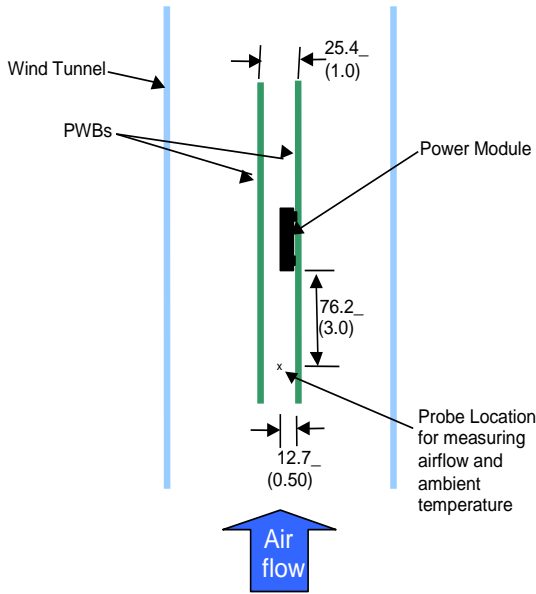 25.4_
(1.0)
Wind Tunnel
PWBs
Power Module
76.2_
(3.0)
x
Probe Location
for measuring
airflow and
ambient
temperature
12.7_
(0.50)
Air
flow